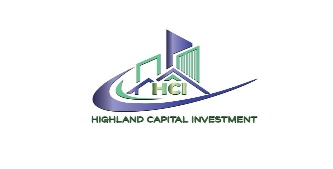 HCI
HIGHLAND CAPITAL INVESTMENT